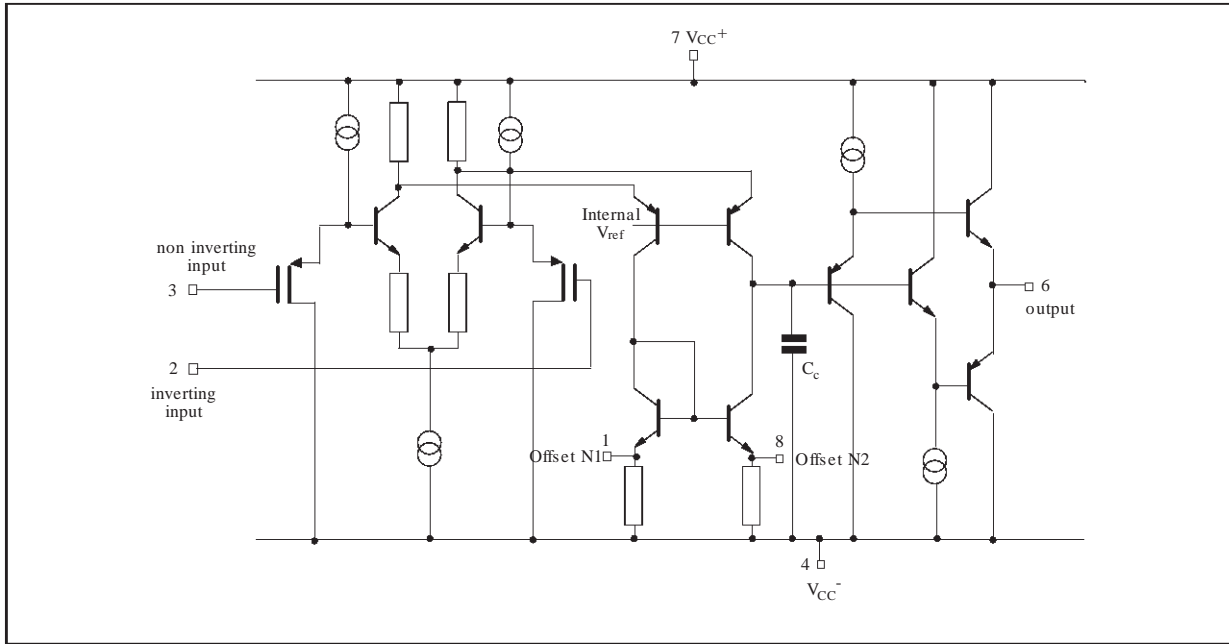 7 VCC+
Internal
Vref
non inverting
input
3
6
output
2
Cc
inverting
input
1
8
Offset N1
Offset N2
4
VCC-